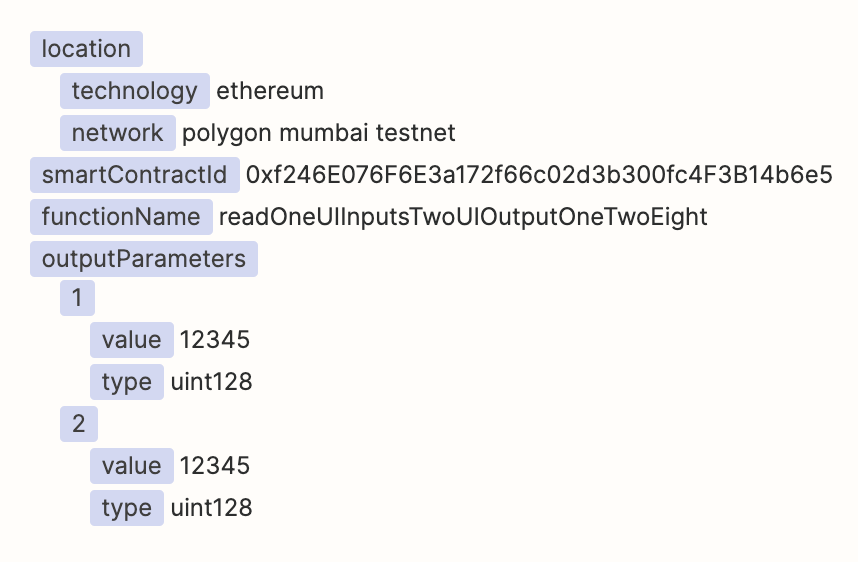 location
technology ethereum
network polygon mumbai testnet
smartContractId 0xf246E076F6E3a172f66c02d3b300fc4F3B14b6e5
functionName readOneUIInputsTwoUIOutputOneTwoEight
outputParameters
1
value 12345
type uint128
2
value 12345
type uint128